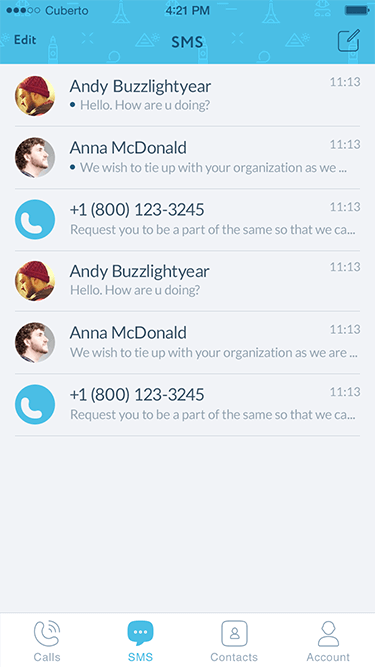 Cuberto 4:21 PM
Edit SMS
Andy Buzzlightyear 11:13
Hello. How are u doing?
Anna McDonald 11:13
We wish to tie up with your organization as we ...
+1 (800) 123-3245 11:13
Request you to be a part of the same so that we ca...
Andy Buzzlightyear 11:13
Hello. How are u doing?
Anna McDonald 11:13
We wish to tie up with your organization as we are ...
+1 (800) 123-3245 11:13
Request you to be a part of the same so that we ca...
Calls SMS Contacts Account